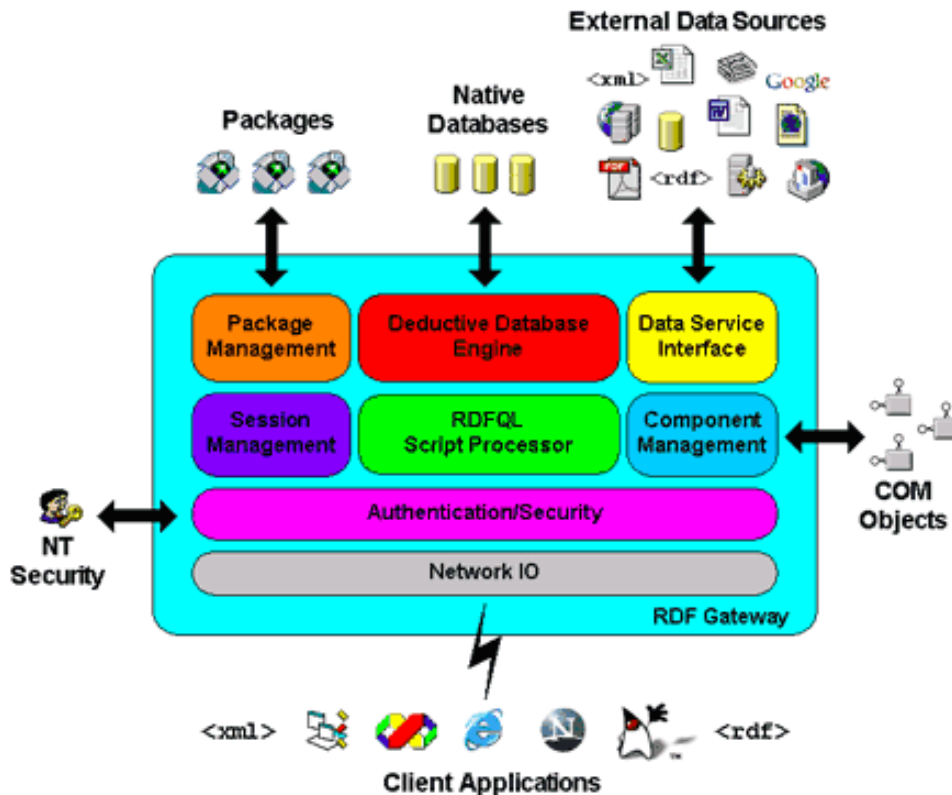 External Data Sources
<xml>
Google
Native
Databases
Packages
PDF
<rdf>
Package
Management
Deductive Database
Engine
Data Service
Interface
Session
Management
RDFQL
Script Processor
Component
Management
COM
Objects
Authentication/Security
NT
Security
Network IO
RDF Gateway
<xml>
N
<rdf>
Client Applications